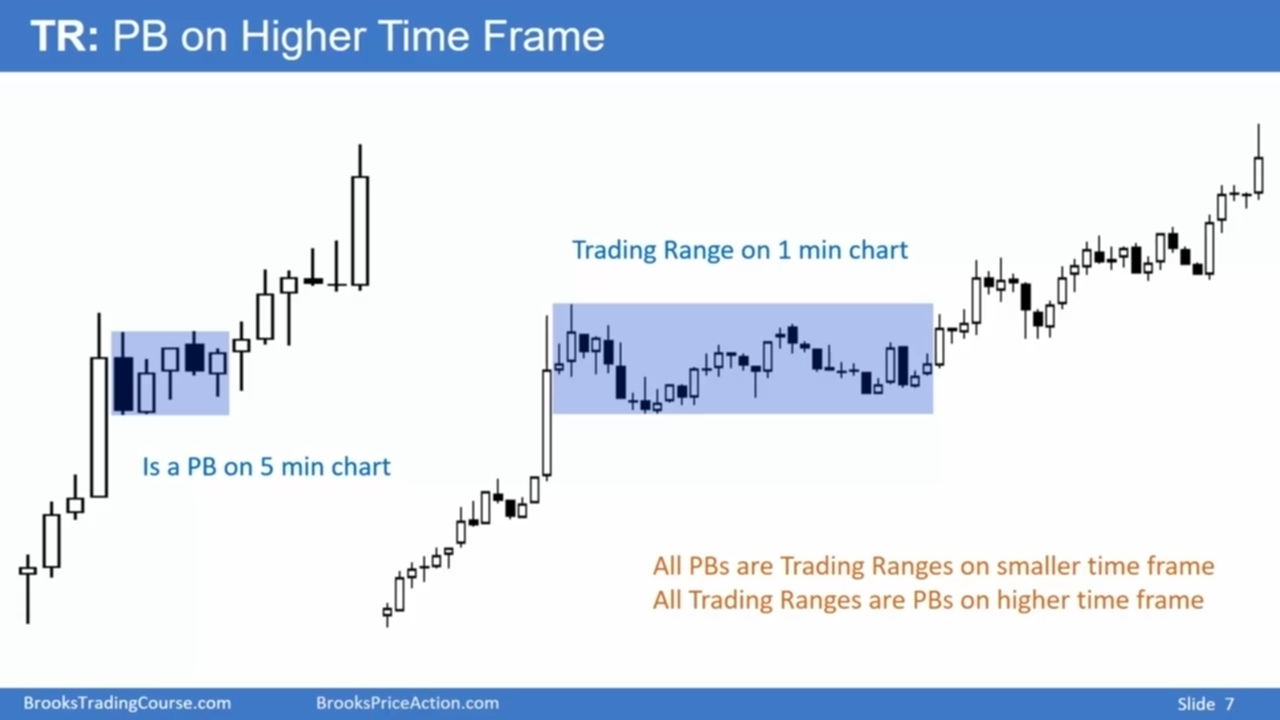 TR: PB on Higher Time Frame
Trading Range on 1 min chart
Is a PB on 5 min chart
All PBs are Trading Ranges on smaller time frame
All Trading Ranges are PBs on higher time frame
BrooksTradingCourse.com
BrooksPriceAction.com
Slide 7